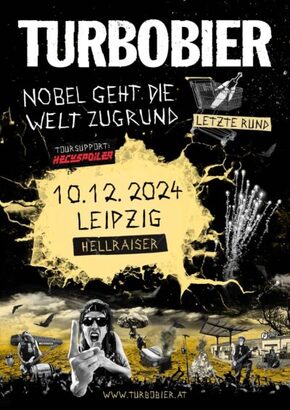 TURBOBIER
NOBEL GEHT DIE
WELT ZUGRUND
LETZTE RUND
TOURSUPPORT:
HECKSPOILER
10.12.2024
LEIPZIG
HELLRAISER
WWW.TURBOBIER.AT